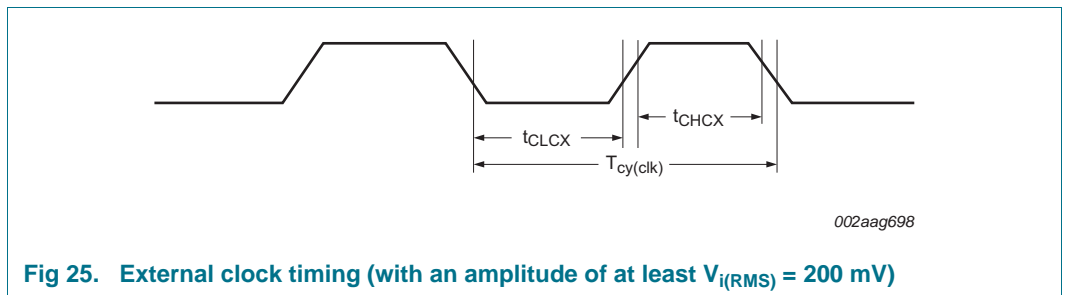 tCHCX
tCLCX
Tcy(clk)
002aag698
Fig 25. External clock timing (with an amplitude of at least Vi(RMS) = 200 mV)